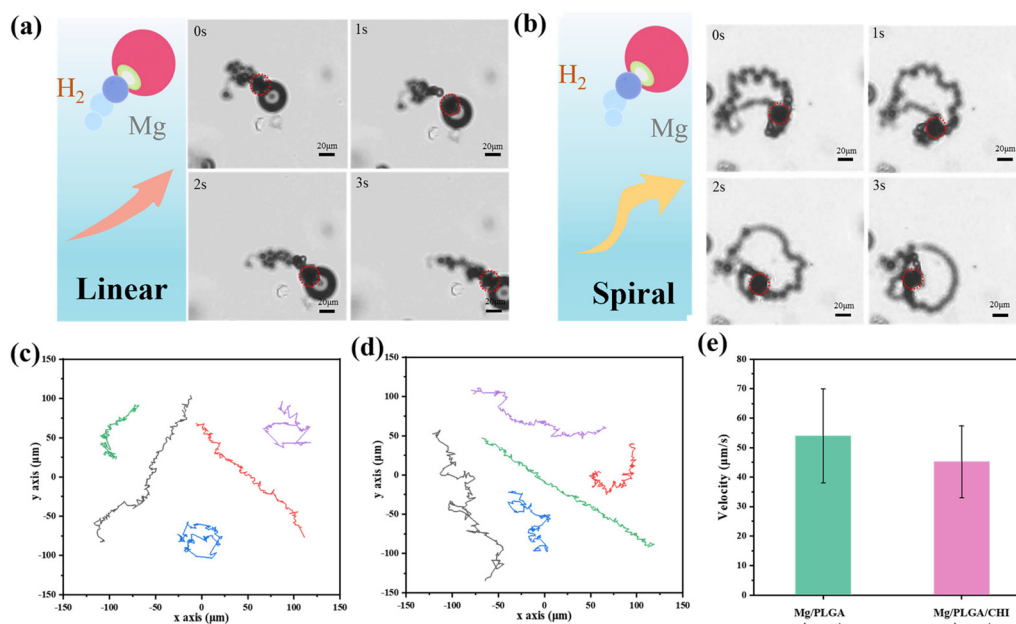 (a)
H2
Mg
Linear
0s
20μm
1s
20μm
2s
20μm
3s
20μm
(b)
H2
Mg
Spiral
0s
20μm
1s
20μm
2s
20μm
3s
20μm
(c)
y axis (μm)
150
100
50
0
-50
-100
-150
-150 -100 -50 0 50 100 150
x axis (μm)
(d)
y axis (μm)
150
100
50
0
-50
-100
-150
-150 -100 -50 0 50 100 150
x axis (μm)
(e)
Velocity (μm/s)
80
70
60
50
40
30
20
10
0
Mg/PLGA
Mg/PLGA/CHI